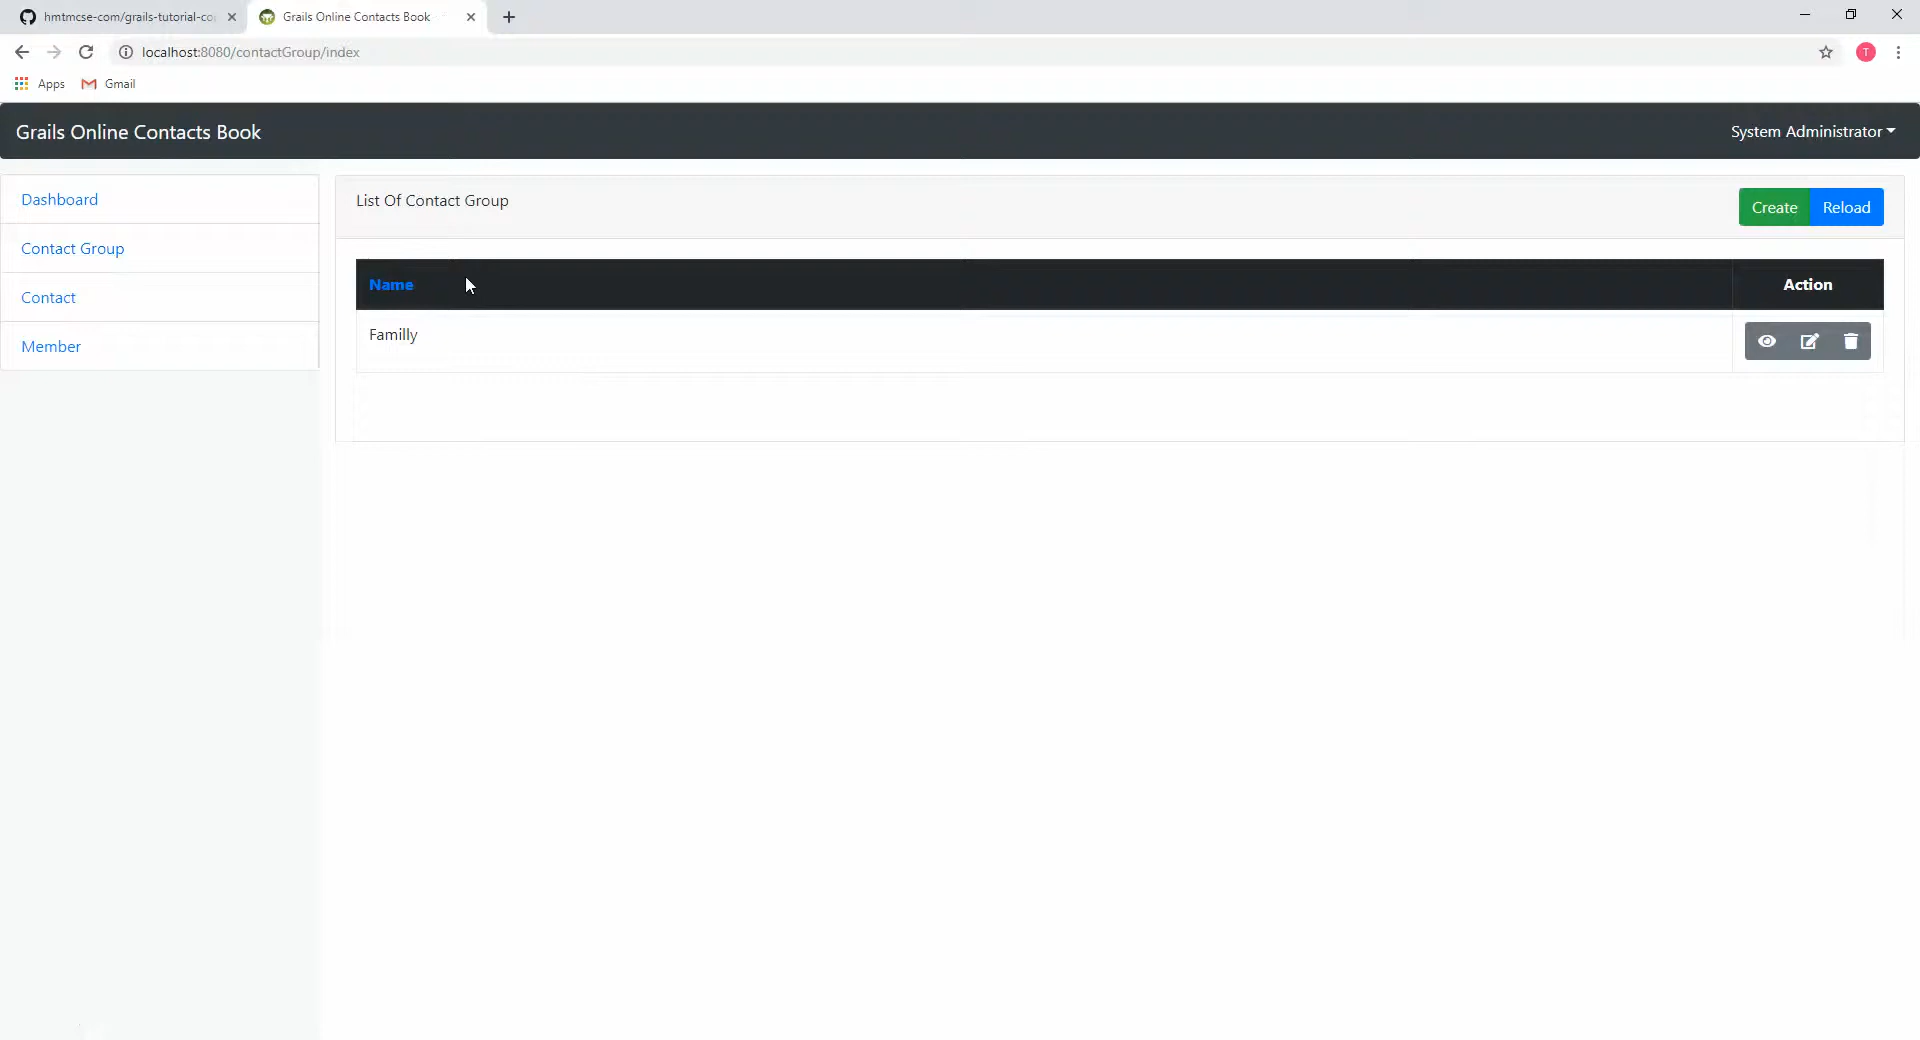 hmtmcse-com/grails-tutorial-co
Grails Online Contacts Book
localhost:8080/contactGroup/index
T
Apps
Gmail
Grails Online Contacts Book
System Administrator
Dashboard
Contact Group
Contact
Member
List Of Contact Group
Create
Reload
Name
Action
Familly